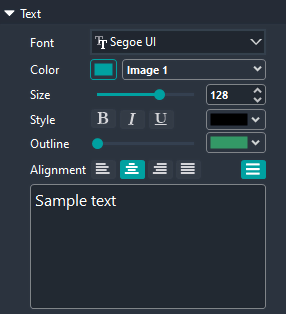 Text
Font Segoe UI
Color Image 1
Size 128
Style B I U
Outline
Alignment
Sample text